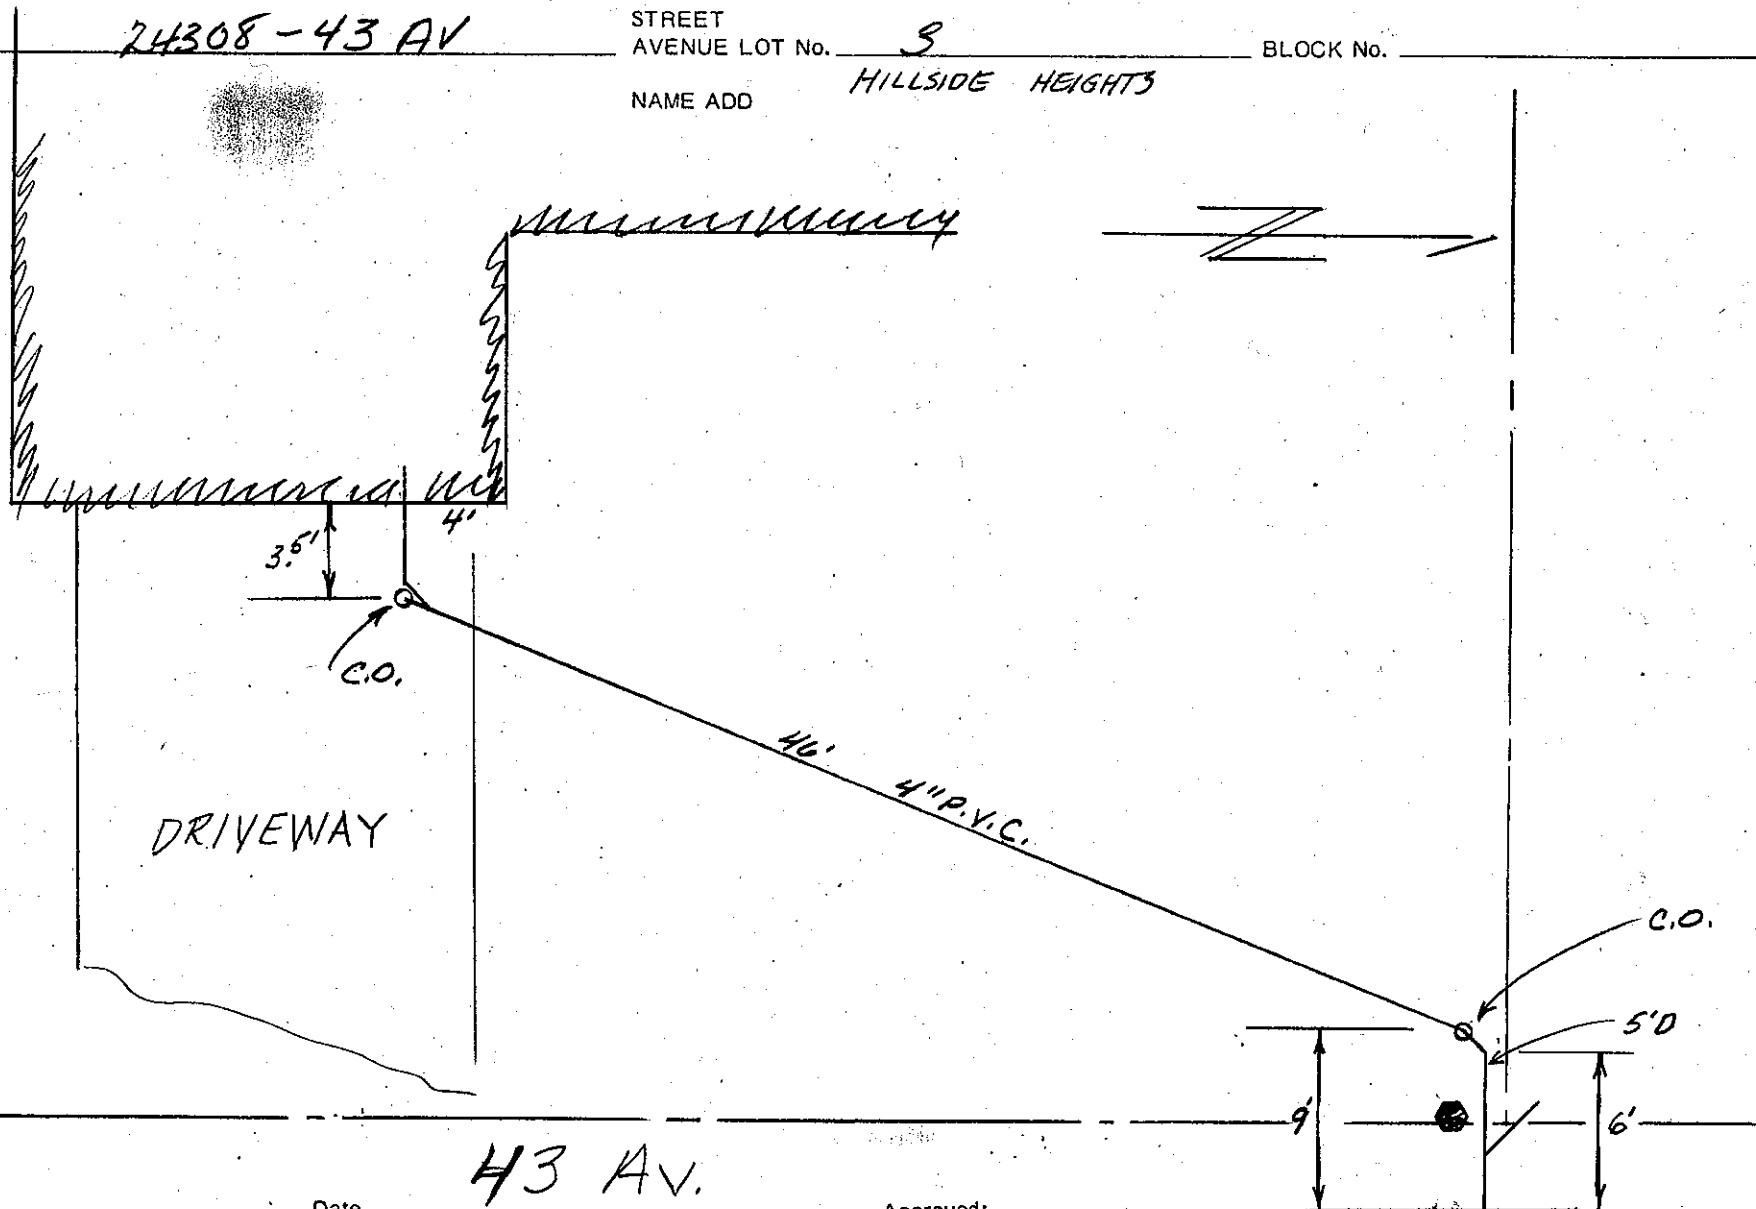 24308 - 43 AV STREET
AVENUE LOT No. 3 BLOCK No.
NAME ADD HILLSIDE HEIGHTS
4'
3.5'
C.O.
46'
4" P.V.C.
DRIVEWAY
C.O.
5'D
9'
6'
43 AV.
Date
Approved: